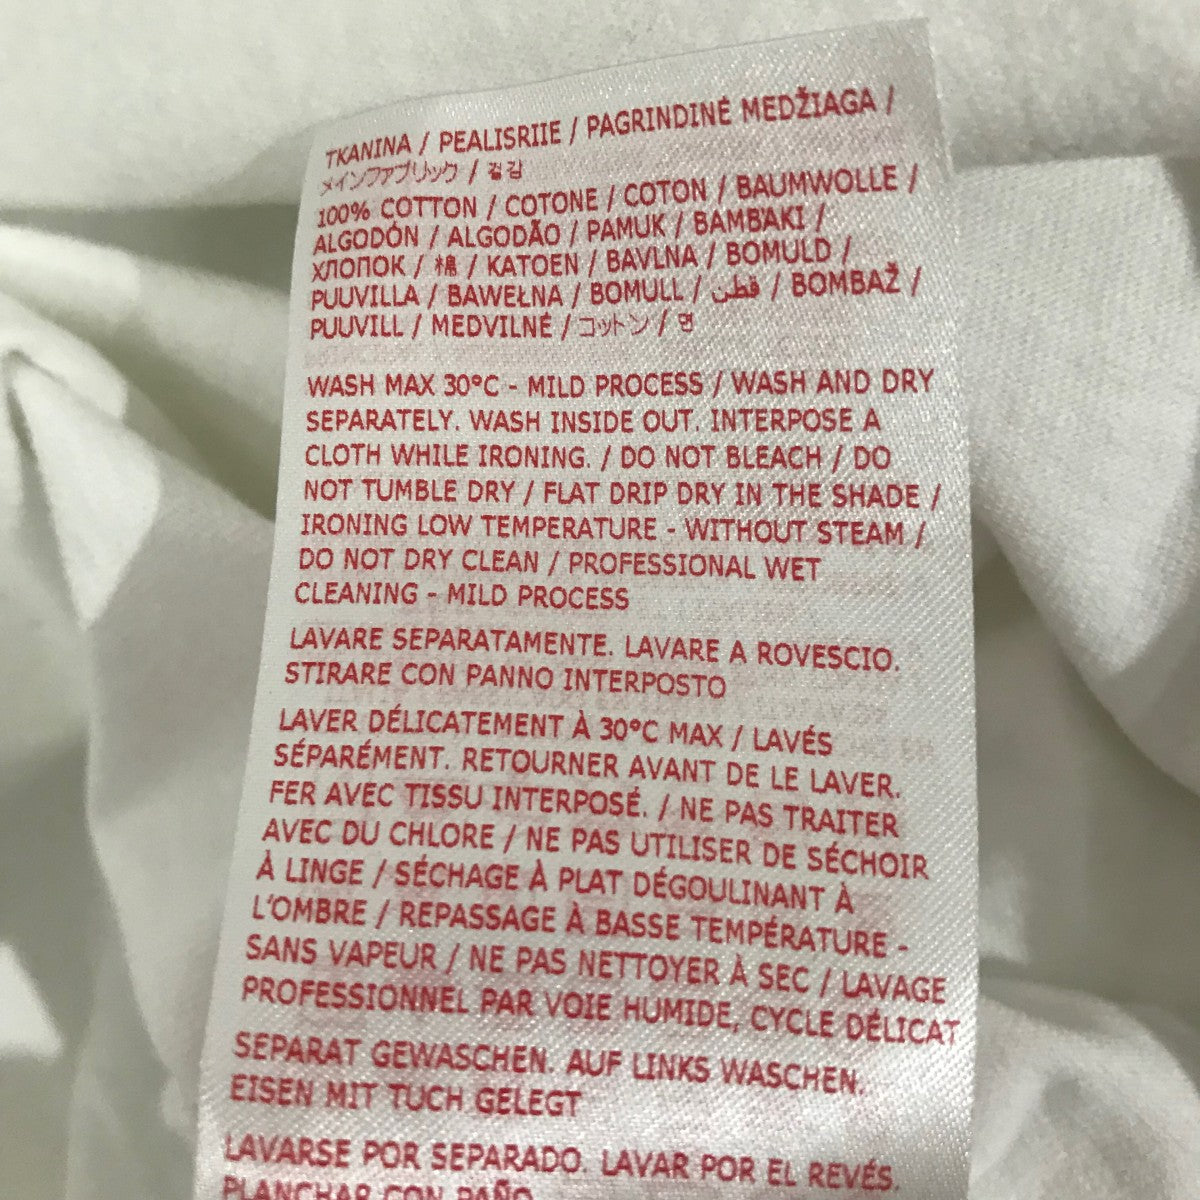 TKANINA / PEALISRIIE / PAGRINDINĖ MEDŽIAGA /
メインファブリック / 겉감
100% COTTON / COTONE / COTON / BAUMWOLLE /
ALGODÓN / ALGODÃO / PAMUK / BAMBAKI /
ХЛОПОК / 棉 / KATOEN / BAVLNA / BOMULD /
PUUVILLA / BAWEŁNA / BOMULL / قطن / BOMBAŽ /
PUUVILL / MEDVILNĖ / コットン / 면
WASH MAX 30°C - MILD PROCESS / WASH AND DRY
SEPARATELY. WASH INSIDE OUT. INTERPOSE A
CLOTH WHILE IRONING. / DO NOT BLEACH / DO
NOT TUMBLE DRY / FLAT DRIP DRY IN THE SHADE /
IRONING LOW TEMPERATURE - WITHOUT STEAM /
DO NOT DRY CLEAN / PROFESSIONAL WET
CLEANING - MILD PROCESS
LAVARE SEPARATAMENTE. LAVARE A ROVESCIO.
STIRARE CON PANNO INTERPOSTO
LAVER DÉLICATEMENT À 30°C MAX / LAVÉS
SÉPARÉMENT. RETOURNER AVANT DE LE LAVER.
FER AVEC TISSU INTERPOSÉ. / NE PAS TRAITER
AVEC DU CHLORE / NE PAS UTILISER DE SÉCHOIR
À LINGE / SÉCHAGE À PLAT DÉGOULINANT À
L'OMBRE / REPASSAGE À BASSE TEMPÉRATURE -
SANS VAPEUR / NE PAS NETTOYER À SEC / LAVAGE
PROFESSIONNEL PAR VOIE HUMIDE, CYCLE DÉLICAT
SEPARAT GEWASCHEN. AUF LINKS WASCHEN.
EISEN MIT TUCH GELEGT
LAVARSE POR SEPARADO. LAVAR POR EL REVÉS.
PLANCHAR CON PAÑO